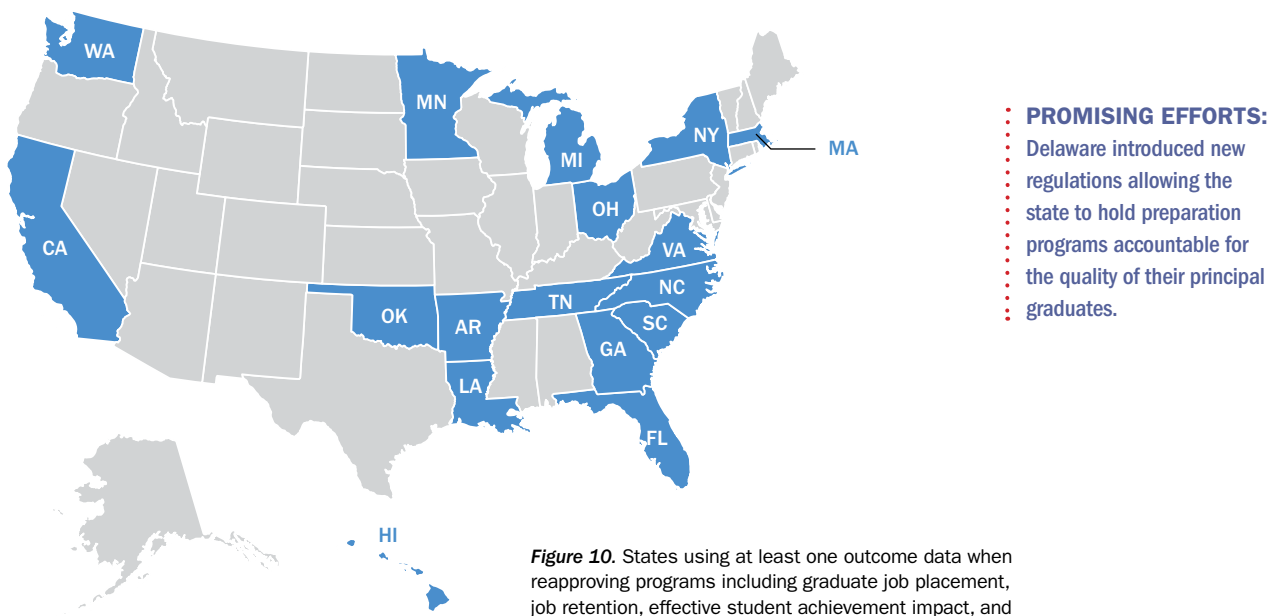 WA
MN
NY
MI
MA
OH
CA
VA
NC
TN
OK
AR
SC
GA
LA
FL
HI
PROMISING EFFORTS:
Delaware introduced new
regulations allowing the
state to hold preparation
programs accountable for
the quality of their principal
graduates.
Figure 10. States using at least one outcome data when
reapproving programs including graduate job placement,
job retention, effective student achievement impact, and